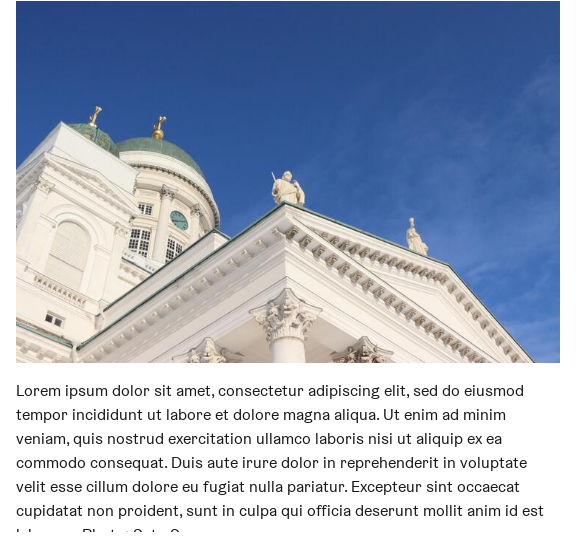 Lorem ipsum dolor sit amet, consectetur adipiscing elit, sed do eiusmod
tempor incididunt ut labore et dolore magna aliqua. Ut enim ad minim
veniam, quis nostrud exercitation ullamco laboris nisi ut aliquip ex ea
commodo consequat. Duis aute irure dolor in reprehenderit in voluptate
velit esse cillum dolore eu fugiat nulla pariatur. Excepteur sint occaecat
cupidatat non proident, sunt in culpa qui officia deserunt mollit anim id est